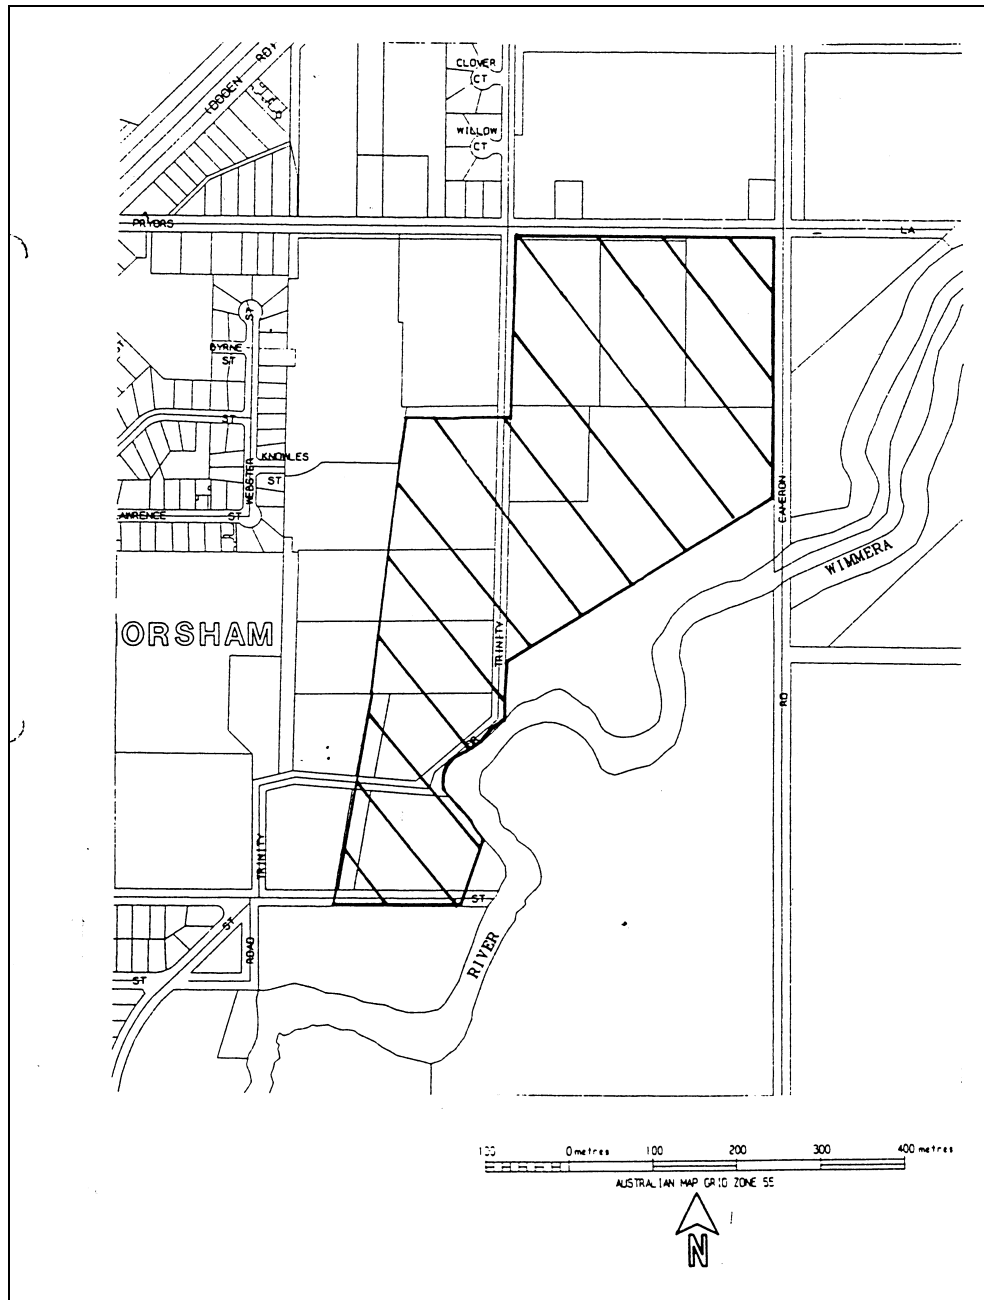 CLOVER
CT
RD
WILLOW
CT
PRYORS
LA
ST
BYRNE
ST
ST
ST
KNOWLES
ST
WEBSTER
ST
CAMERON
WIMMERA
ORSHAM
TRINITY
RD
DR
TRINITY
ST
ST
RIVER
ROAD
ST
100 0 metres 100 200 300 400 metres
AUSTRALIAN MAP GRID ZONE 55
N